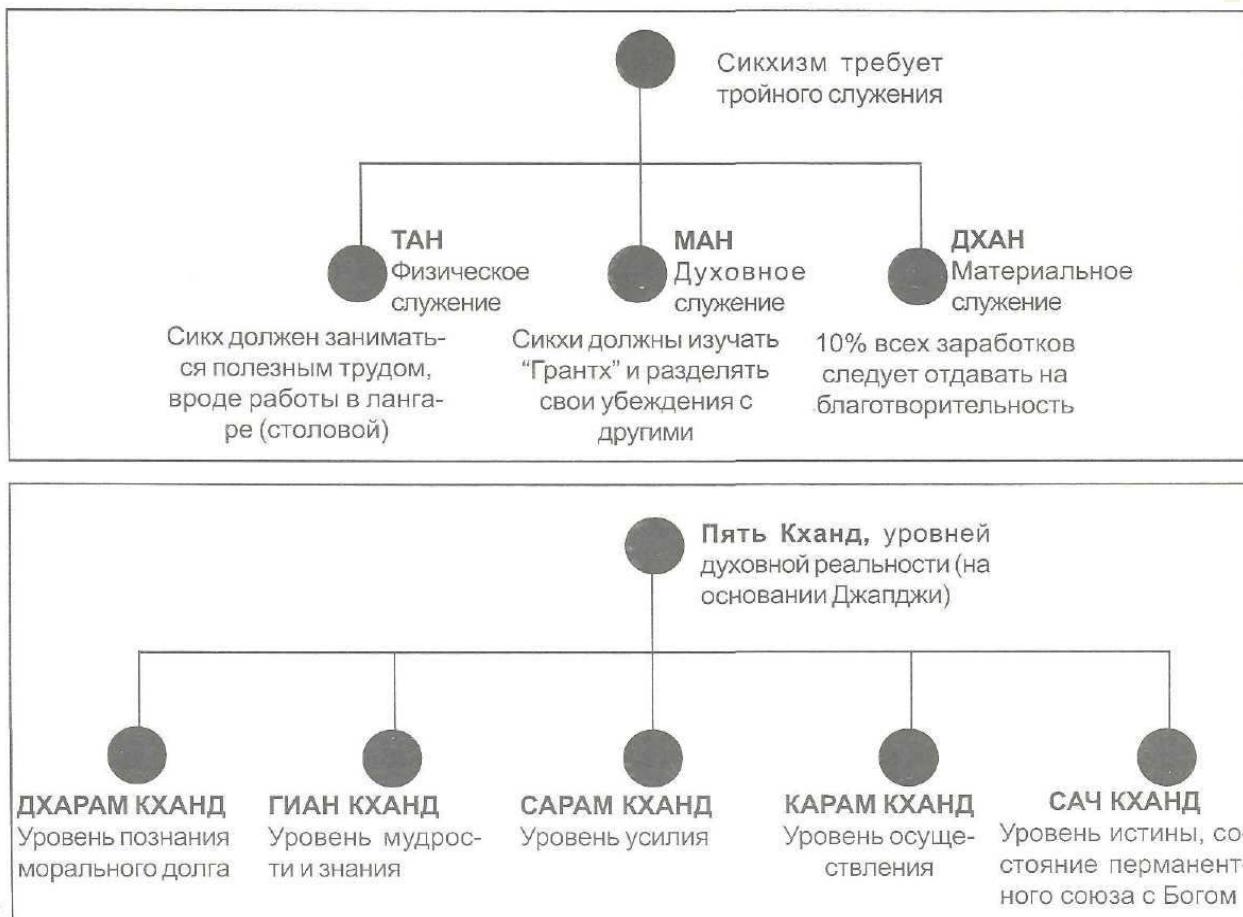 Сикхизм требует
тройного служения
ТАН
Физическое
служение
Сикх должен занимать-
ся полезным трудом,
вроде работы в ланга-
ре (столовой)
МАН
Духовное
служение
Сикхи должны изучать
“Грантх” и разделять
свои убеждения с
другими
ДХАН
Материальное
служение
10% всех заработков
следует отдавать на
благотворительность
Пять Кханд, уровней
духовной реальности (на
основании Джапджи)
ДХАРАМ КХАНД
Уровень познания
морального долга
ГИАН КХАНД
Уровень мудрос-
ти и знания
САРАМ КХАНД
Уровень усилия
КАРАМ КХАНД
Уровень осуще-
ствления
САЧ КХАНД
Уровень истины, со-
стояние перманент-
ного союза с Богом